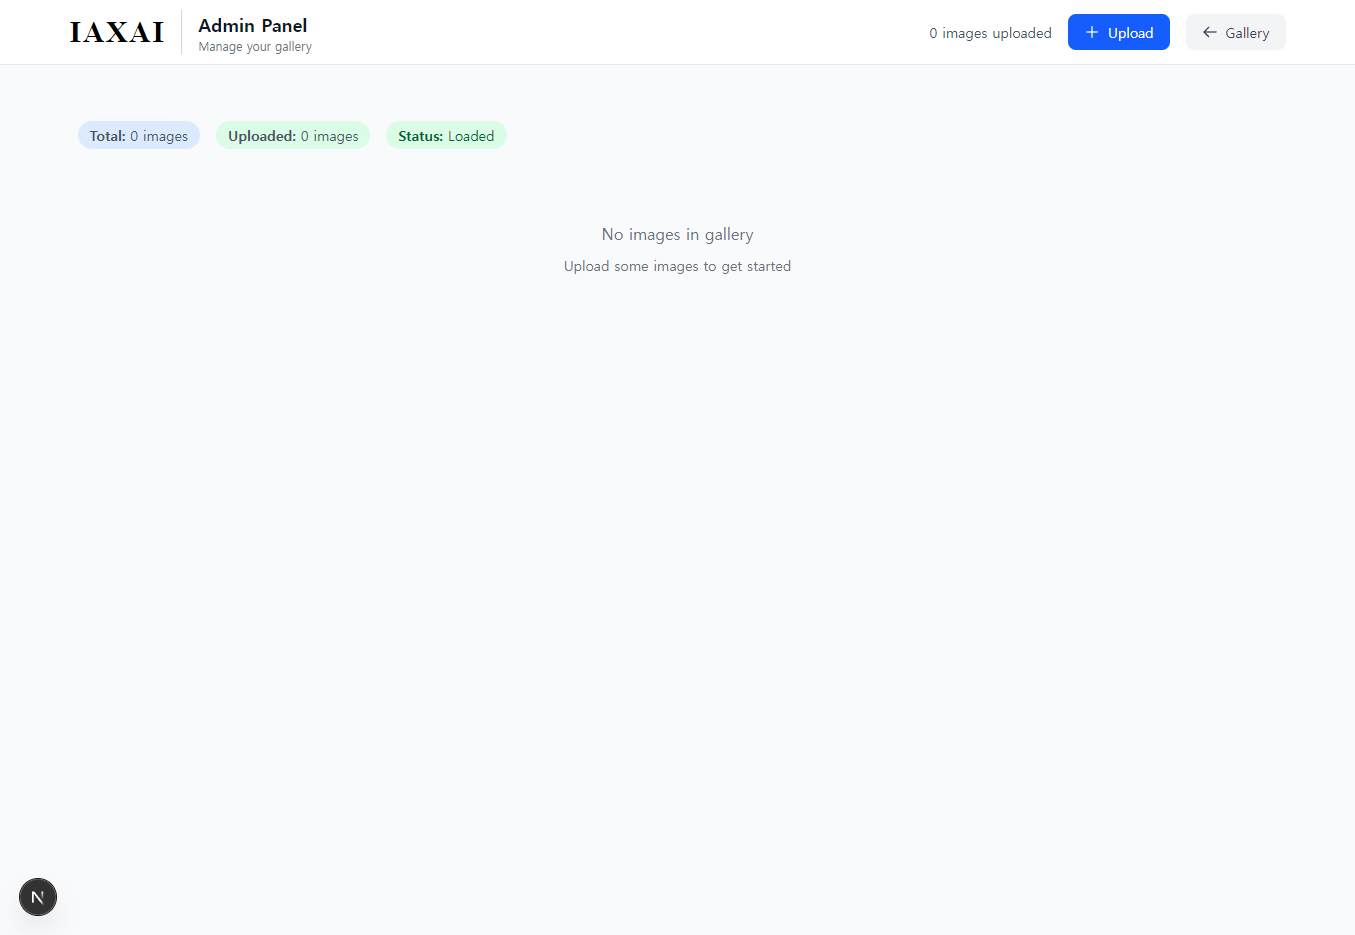 IAXAI
Admin Panel
Manage your gallery
0 images uploaded
Upload
Gallery
Total: 0 images
Uploaded: 0 images
Status: Loaded
No images in gallery
Upload some images to get started
N